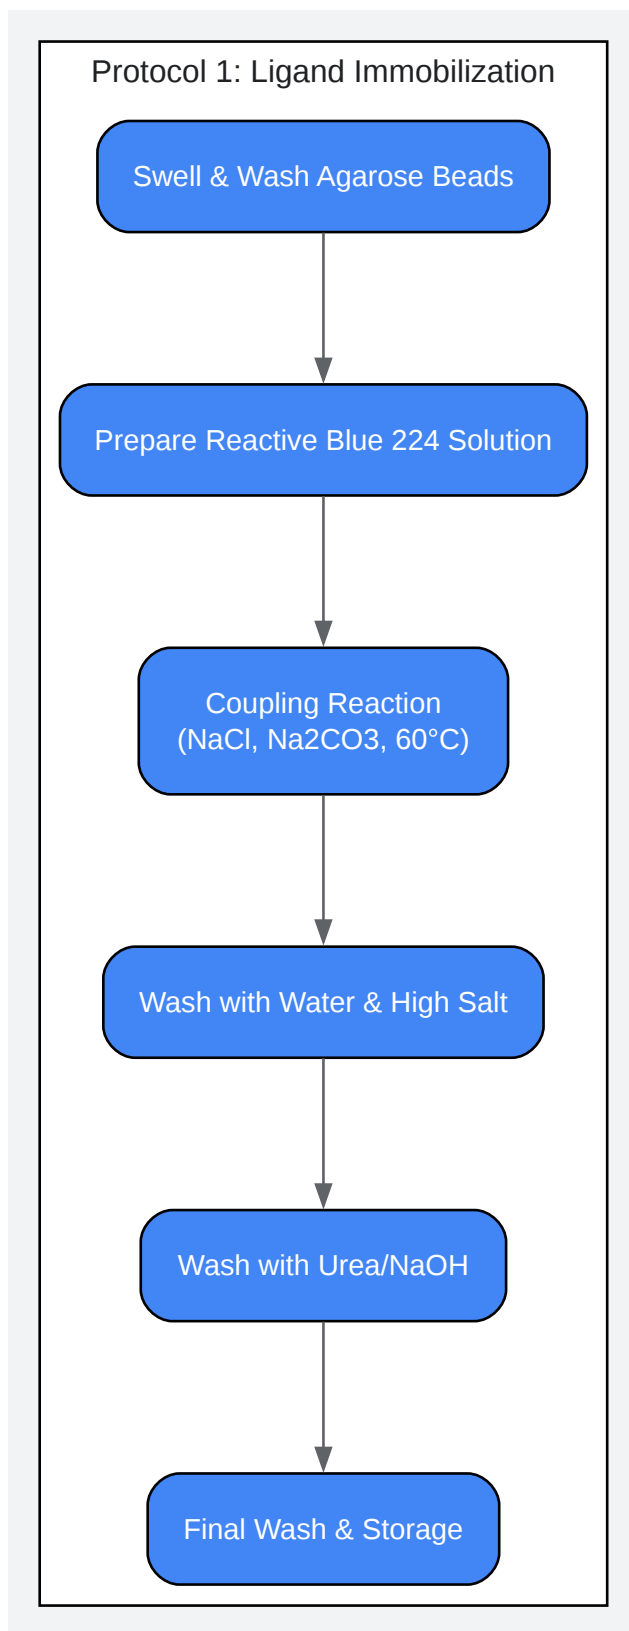 Protocol 1: Ligand Immobilization
Swell & Wash Agarose Beads
Prepare Reactive Blue 224 Solution
Coupling Reaction
(NaCl, Na2CO3, 60°C)
Wash with Water & High Salt
Wash with Urea/NaOH
Final Wash & Storage